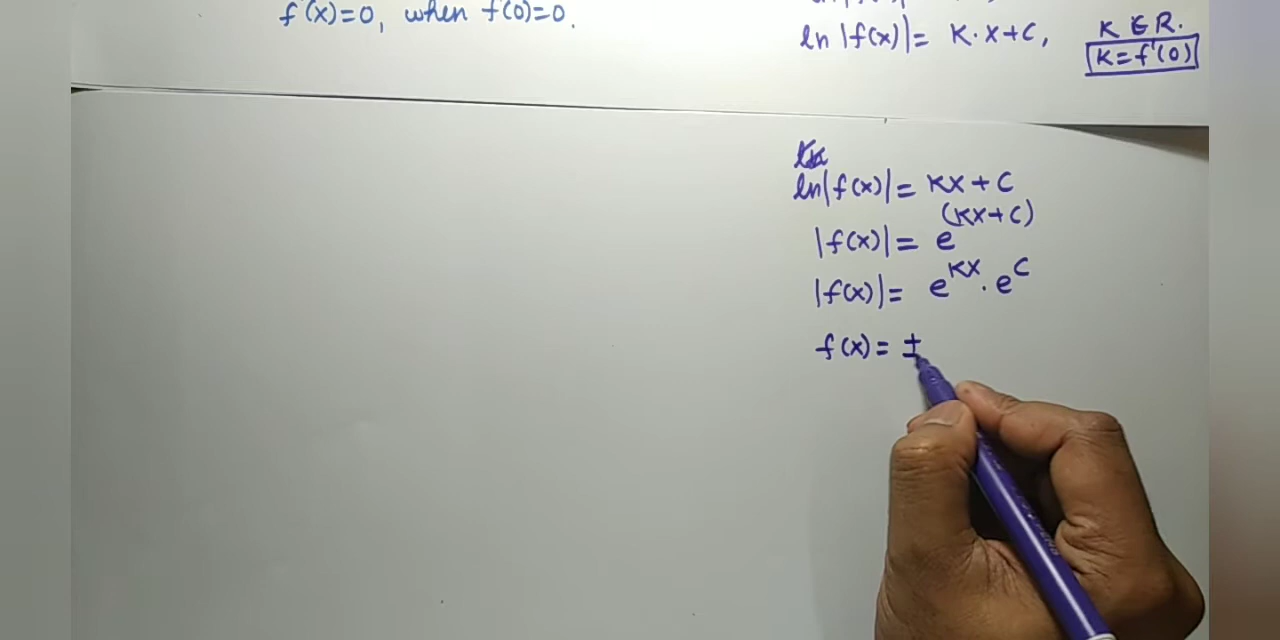 f'(x)=0, when f'(0)=0.
ln |f(x)| = K·x+C, K∈R.
K=f'(0)
ln|f(x)| = Kx+C
|f(x)| = e^(Kx+C)
|f(x)| = e^Kx · e^C
f(x) = ±